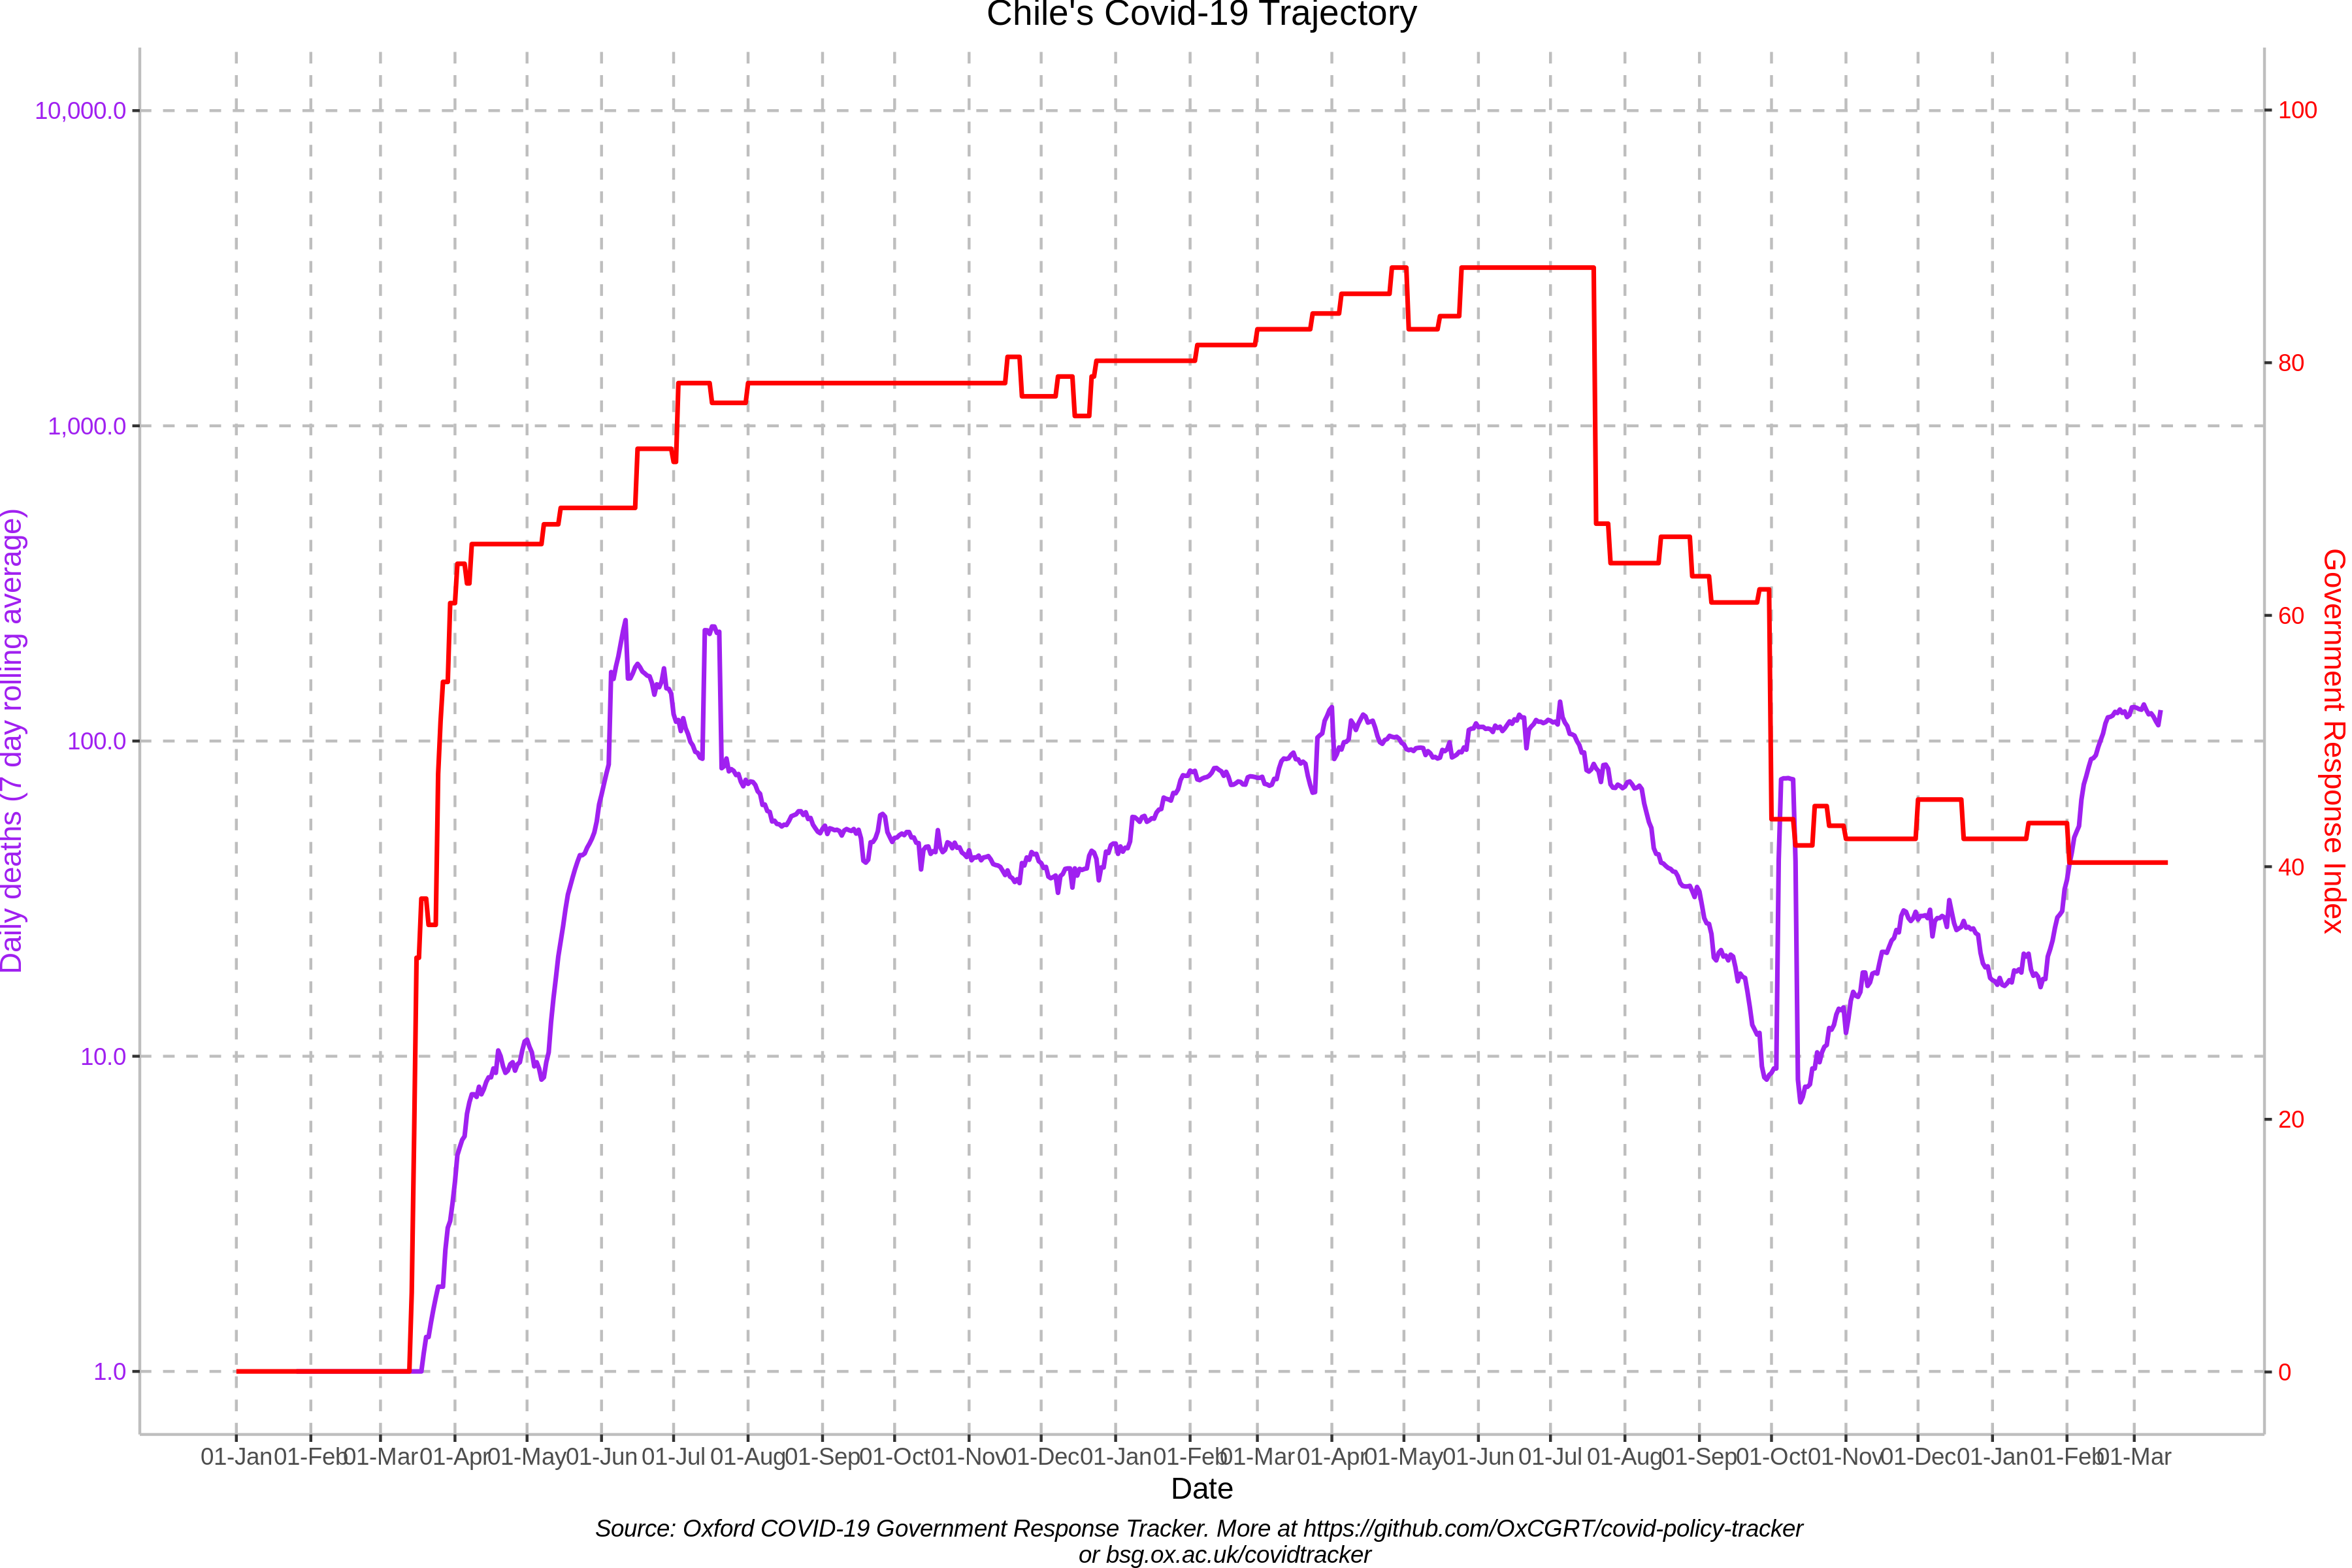 Chile's Covid-19 Trajectory
10,000.0
1,000.0
100.0
10.0
1.0
Daily deaths (7 day rolling average)
100
80
60
40
20
0
Government Response Index
01-Jan 01-Feb 01-Mar 01-Apr 01-May 01-Jun 01-Jul 01-Aug 01-Sep 01-Oct 01-Nov 01-Dec 01-Jan 01-Feb 01-Mar 01-Apr 01-May 01-Jun 01-Jul 01-Aug 01-Sep 01-Oct 01-Nov 01-Dec 01-Jan 01-Feb 01-Mar
Date
Source: Oxford COVID-19 Government Response Tracker. More at https://github.com/OxCGRT/covid-policy-tracker
or bsg.ox.ac.uk/covidtracker